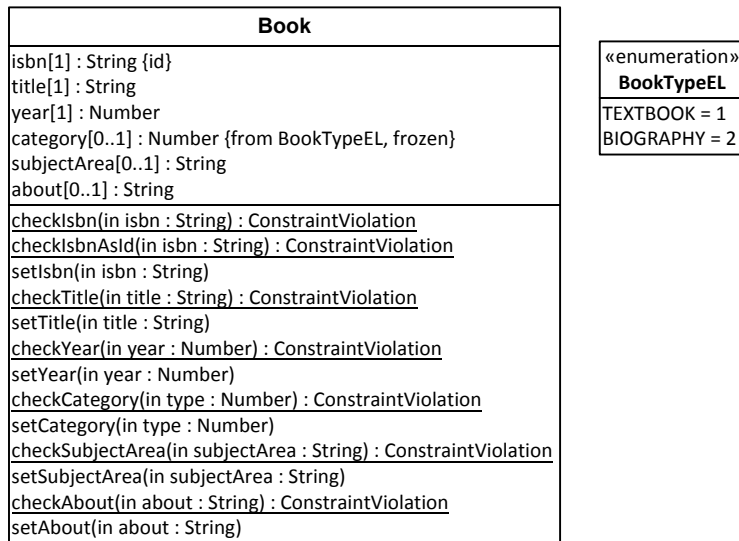 Book
isbn[1] : String {id}
title[1] : String
year[1] : Number
category[0..1] : Number {from BookTypeEL, frozen}
subjectArea[0..1] : String
about[0..1] : String
checkIsbn(in isbn : String) : ConstraintViolation
checkIsbnAsId(in isbn : String) : ConstraintViolation
setIsbn(in isbn : String)
checkTitle(in title : String) : ConstraintViolation
setTitle(in title : String)
checkYear(in year : Number) : ConstraintViolation
setYear(in year : Number)
checkCategory(in type : Number) : ConstraintViolation
setCategory(in type : Number)
checkSubjectArea(in subjectArea : String) : ConstraintViolation
setSubjectArea(in subjectArea : String)
checkAbout(in about : String) : ConstraintViolation
setAbout(in about : String)
«enumeration»
BookTypeEL
TEXTBOOK = 1
BIOGRAPHY = 2